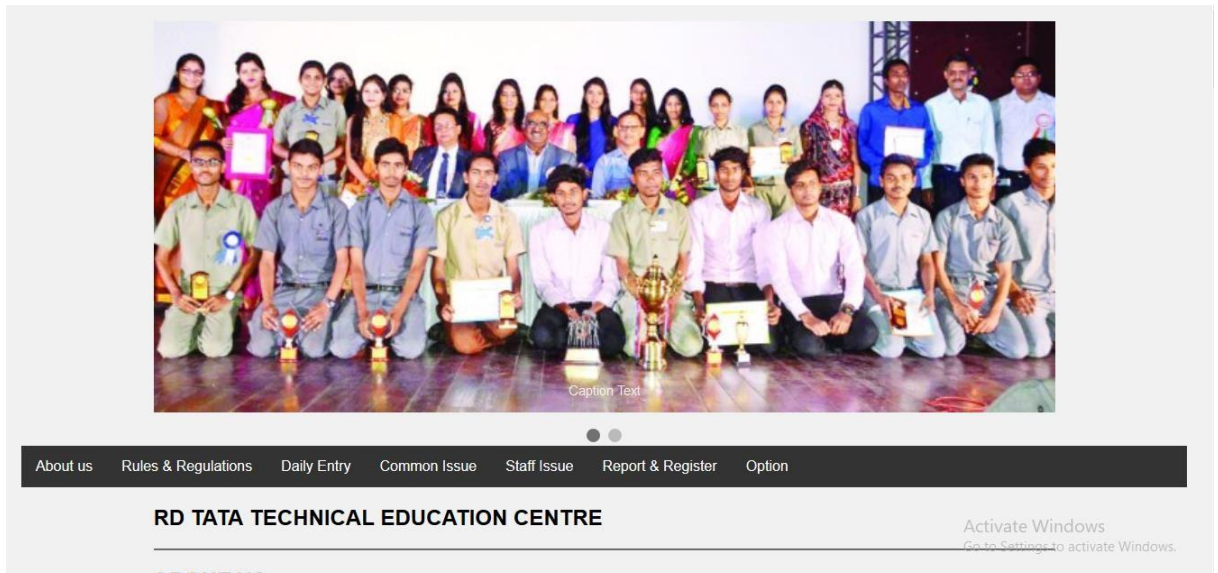 Caption Text
About us Rules & Regulations Daily Entry Common Issue Staff Issue Report & Register Option
RD TATA TECHNICAL EDUCATION CENTRE
Activate Windows
Go to Settings to activate Windows.